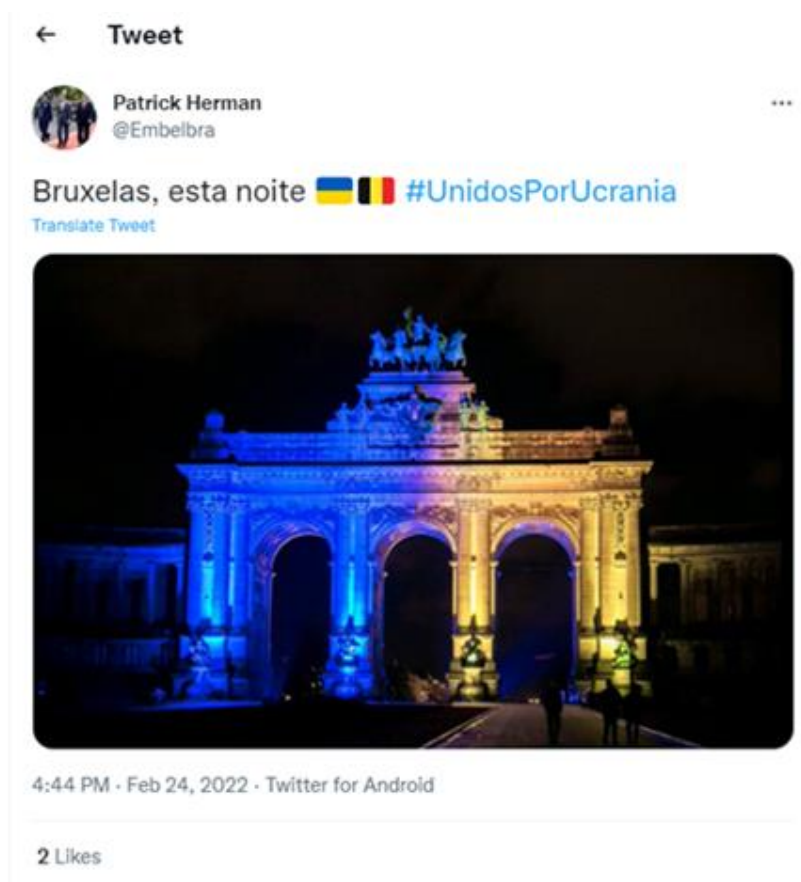 Tweet
Patrick Herman
@Embelbra
Bruxelas, esta noite 🇺🇦🇧🇪 #UnidosPorUcrania
Translate Tweet
4:44 PM · Feb 24, 2022 · Twitter for Android
2 Likes